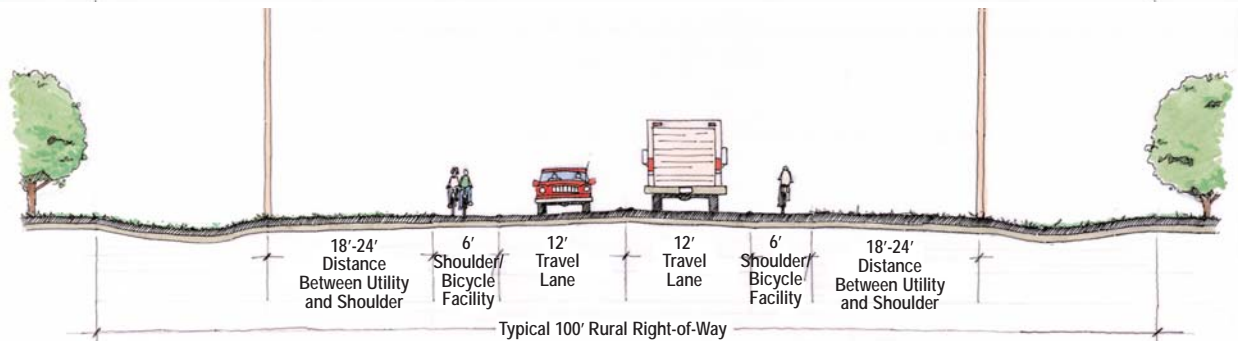 18'-24'
Distance
Between Utility
and Shoulder
6'
Shoulder/
Bicycle
Facility
12'
Travel
Lane
12'
Travel
Lane
6'
Shoulder/
Bicycle
Facility
18'-24'
Distance
Between Utility
and Shoulder
Typical 100' Rural Right-of-Way